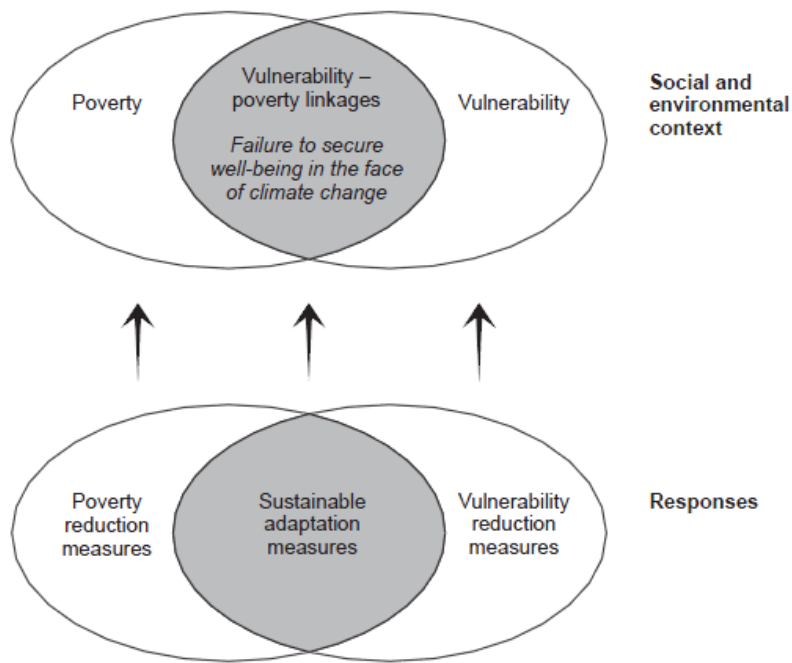 Poverty
Vulnerability –
poverty linkages
Failure to secure
well-being in the face
of climate change
Vulnerability
Social and
environmental
context
Poverty
reduction
measures
Sustainable
adaptation
measures
Vulnerability
reduction
measures
Responses